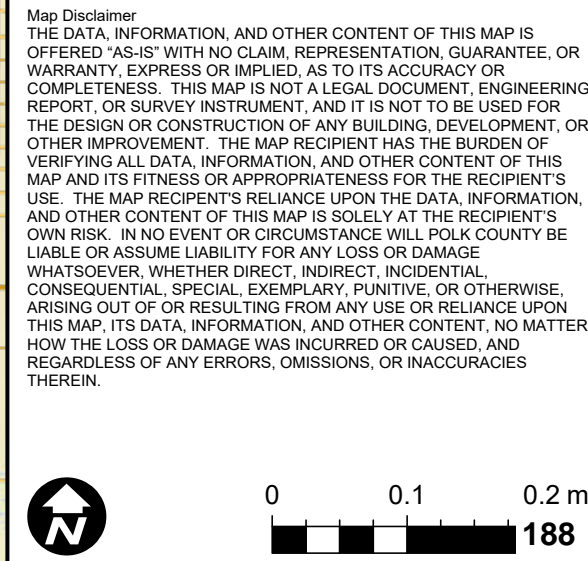 Map Disclaimer
THE DATA, INFORMATION, AND OTHER CONTENT OF THIS MAP IS
OFFERED “AS-IS” WITH NO CLAIM, REPRESENTATION, GUARANTEE, OR
WARRANTY, EXPRESS OR IMPLIED, AS TO ITS ACCURACY OR
COMPLETENESS. THIS MAP IS NOT A LEGAL DOCUMENT, ENGINEERING
REPORT, OR SURVEY INSTRUMENT, AND IT IS NOT TO BE USED FOR
THE DESIGN OR CONSTRUCTION OF ANY BUILDING, DEVELOPMENT, OR
OTHER IMPROVEMENT. THE MAP RECIPIENT HAS THE BURDEN OF
VERIFYING ALL DATA, INFORMATION, AND OTHER CONTENT OF THIS
MAP AND ITS FITNESS OR APPROPRIATENESS FOR THE RECIPIENT’S
USE. THE MAP RECIPENT'S RELIANCE UPON THE DATA, INFORMATION,
AND OTHER CONTENT OF THIS MAP IS SOLELY AT THE RECIPIENT’S
OWN RISK. IN NO EVENT OR CIRCUMSTANCE WILL POLK COUNTY BE
LIABLE OR ASSUME LIABILITY FOR ANY LOSS OR DAMAGE
WHATSOEVER, WHETHER DIRECT, INDIRECT, INCIDENTIAL,
CONSEQUENTIAL, SPECIAL, EXEMPLARY, PUNITIVE, OR OTHERWISE,
ARISING OUT OF OR RESULTING FROM ANY USE OR RELIANCE UPON
THIS MAP, ITS DATA, INFORMATION, AND OTHER CONTENT, NO MATTER
HOW THE LOSS OR DAMAGE WAS INCURRED OR CAUSED, AND
REGARDLESS OF ANY ERRORS, OMISSIONS, OR INACCURACIES
THEREIN.
N
0 0.1 0.2 m
188